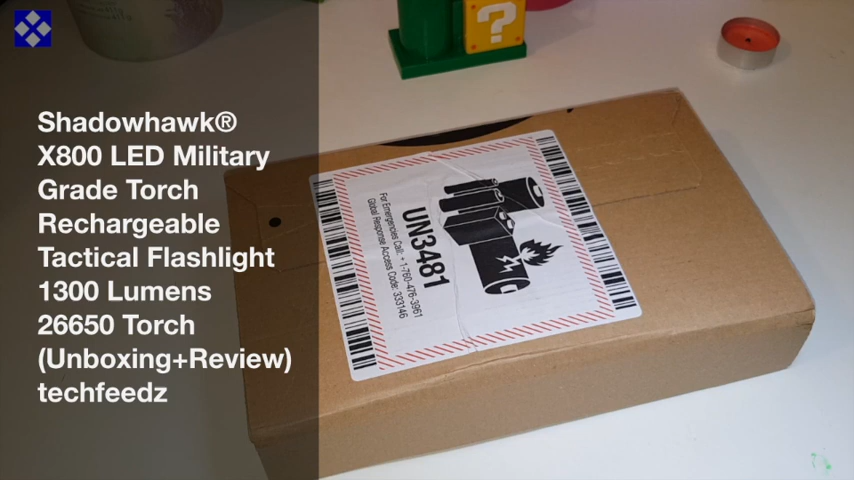 Shadowhawk®
X800 LED Military
Grade Torch
Rechargeable
Tactical Flashlight
1300 Lumens
26650 Torch
(Unboxing+Review)
techfeedz
?
UN3481
For Emergencies Call: + 1-760-476-3961
Global Response Access Code: 333146